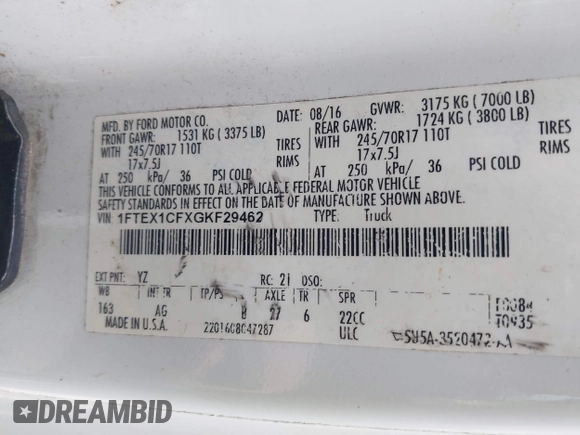 MFD. BY FORD MOTOR CO.
DATE: 08/16 GVWR: 3175 KG ( 7000 LB)
FRONT GAWR: 1531 KG ( 3375 LB) REAR GAWR: 1724 KG ( 3800 LB)
WITH 245/70R17 110T TIRES WITH 245/70R17 110T TIRES
17x7.5J RIMS 17x7.5J RIMS
AT 250 kPa/ 36 PSI COLD AT 250 kPa/ 36 PSI COLD
THIS VEHICLE CONFORMS TO ALL APPLICABLE FEDERAL MOTOR VEHICLE
SAFETY STANDARDS IN EFFECT ON THE DATE OF MANUFACTURE SHOWN ABOVE.
VIN: 1FTEX1CFXGKF29462 TYPE: Truck
EXT PNT: YZ RC: 21 DSO:
WB INT TR TP/PS AXLE TR SPR
163 AG B 27 6 22CC
MADE IN U.S.A. 2201608047287 ULC
DREAMBID